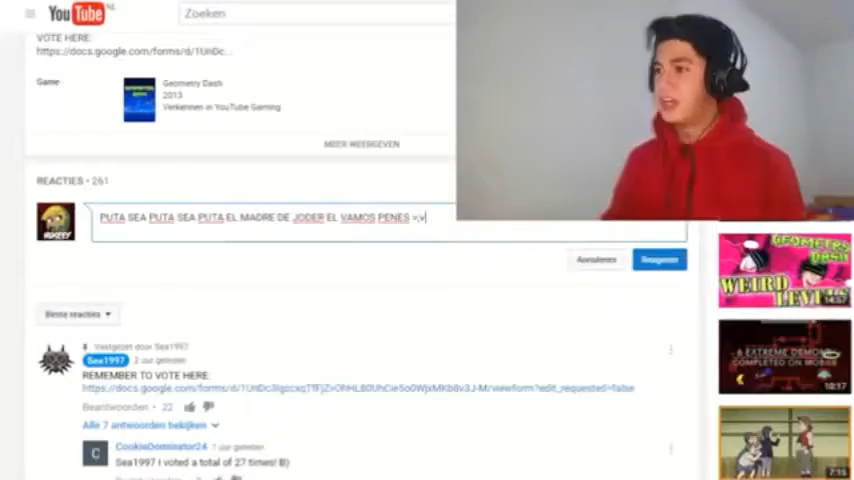 YouTube NL
Zoeken
VOTE HERE:
https://docs.google.com/forms/d/1UnDc...
Game
Geometry Dash
2013
Verkennen in YouTube Gaming
MEER WEERGEVEN
REACTIES • 261
PUTA SEA PUTA SEA PUTA EL MADRE DE JODER EL VAMOS PENES >;v
Annuleren
Reageren
GEOMETRY DASH
WEIRD LEVELS
14:57
Beste reacties
Vastgezet door Sea1997
Sea1997 2 uur geleden
REMEMBER TO VOTE HERE:
6 EXTREME DEMONS
COMPLETED ON MOBILE
10:17
Beantwoorden • 22
Alle 7 antwoorden bekijken
C
CookieDominator24 1 uur geleden
Sea1997 I voted a total of 27 times! B)
7:15